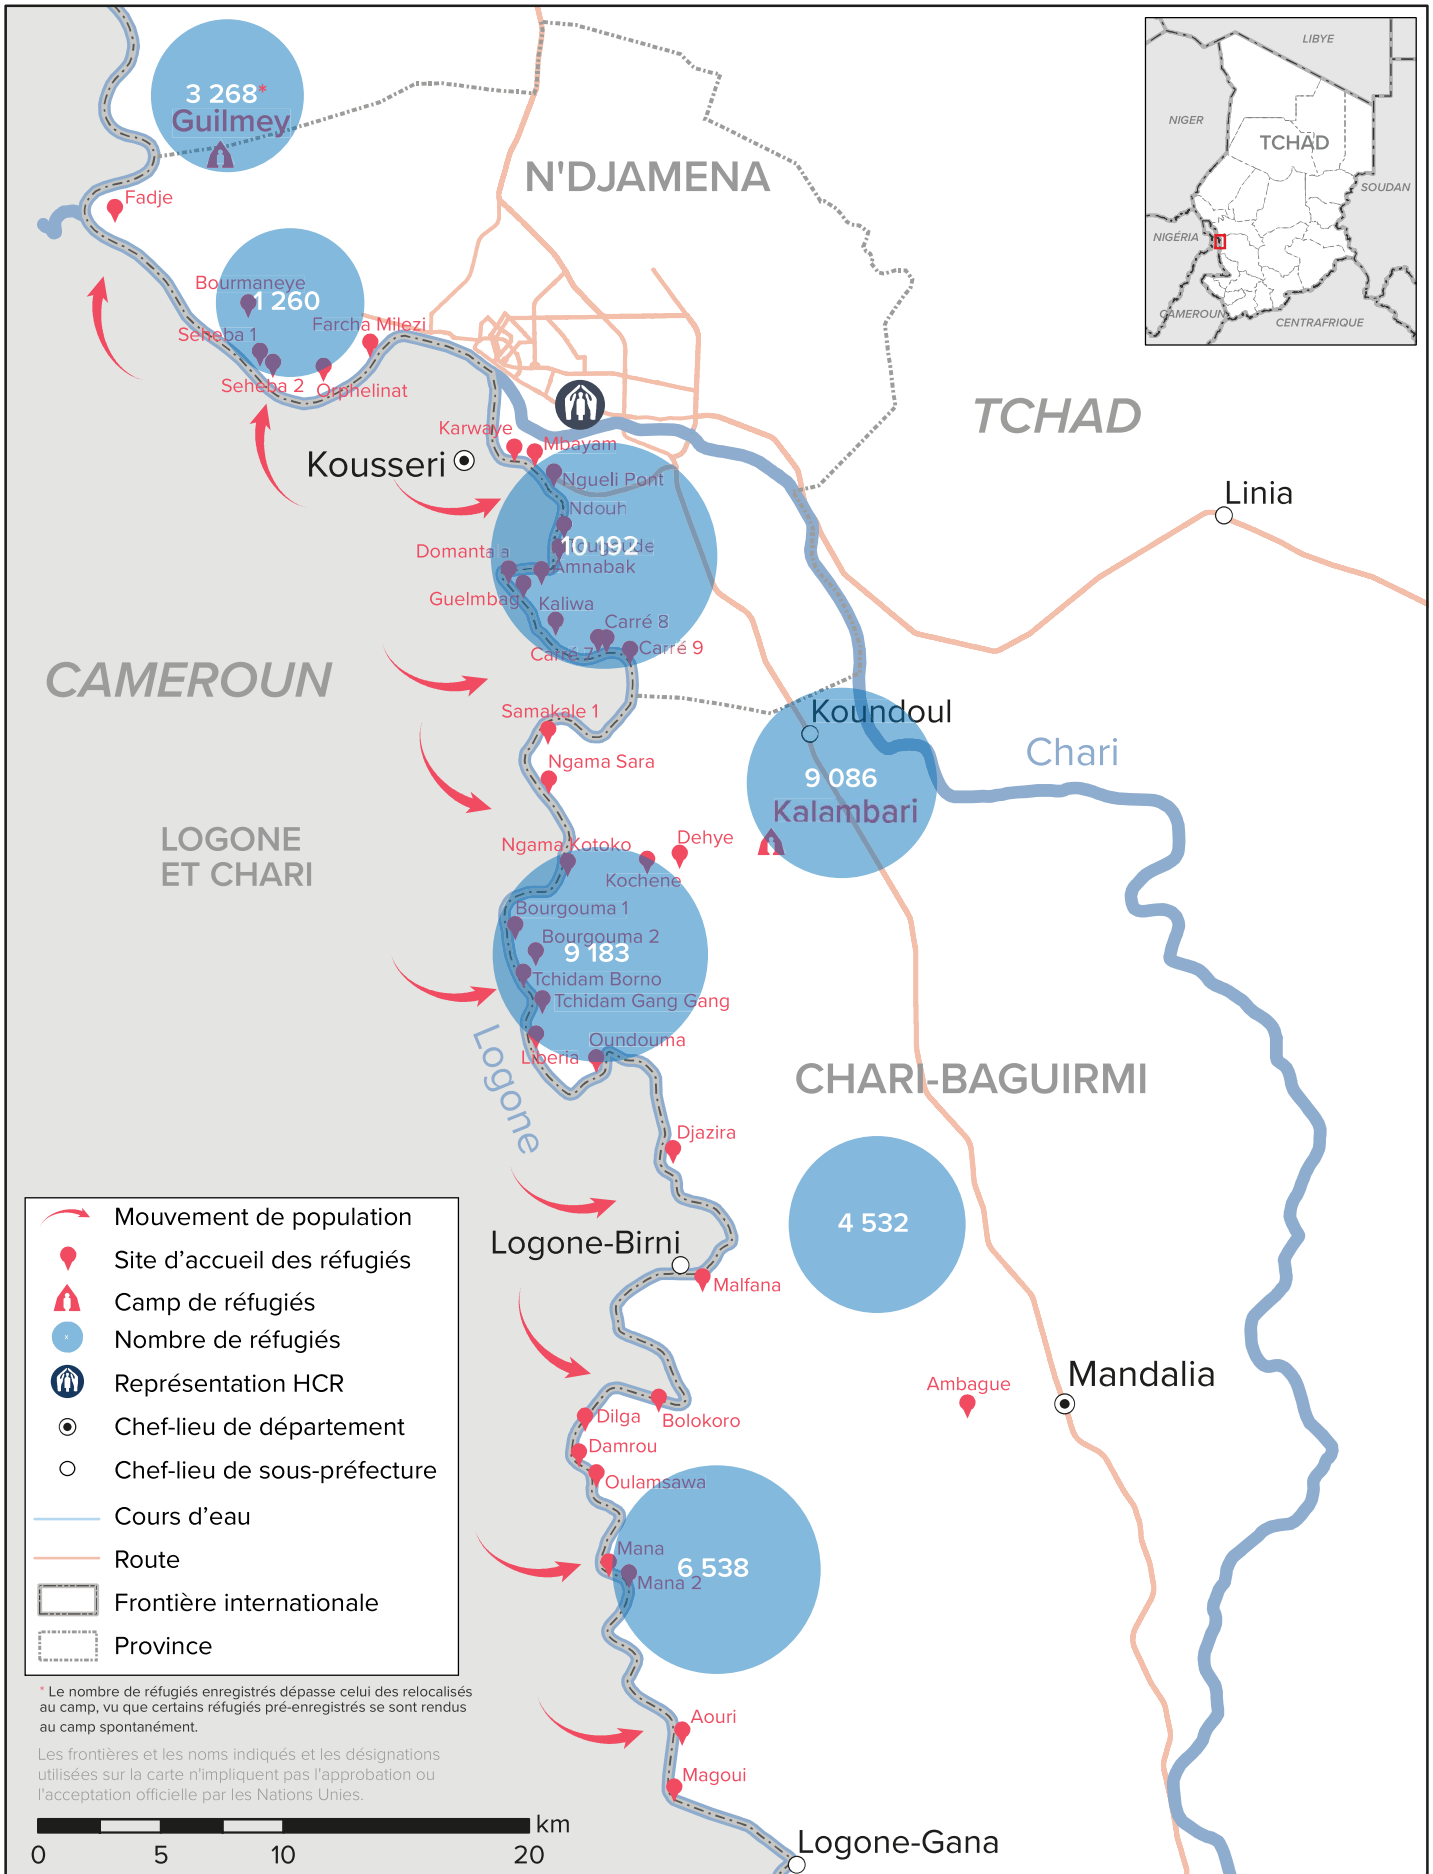 3 268*
Guilmey
Fadje
N'DJAMENA
LIBYE
NIGER
TCHAD
SOUDAN
NIGÉRIA
CAMEROUN
CENTRAFRIQUE
Bourmaneye
1 260
Farcha Milezi
Seheba 1
Seheba 2
Orphelinat
TCHAD
Karwaye
Mbayam
Kousseri
Ngueli Pont
Linia
Ndouh
10 192
Domantala
Amnabak
Guelmbag
Kaliwa
Carré 8
Carré 7
Carré 9
CAMEROUN
Samakale 1
Koundoul
Chari
Ngama Sara
9 086
Kalambari
LOGONE
ET CHARI
Ngama Kotoko
Dehye
Kochene
Bourgouma 1
Bourgouma 2
9 183
Tchidam Borno
Tchidam Gang Gang
Oundouma
Liberia
Logone
CHARI-BAGUIRMI
Djazira
4 532
Logone-Birni
Malfana
Mandalia
Ambague
Dilga
Bolokoro
Damrou
Oulamsawa
Mana
6 538
Mana 2
Aouri
Magoui
Logone-Gana
Mouvement de population
Site d'accueil des réfugiés
Camp de réfugiés
x
Nombre de réfugiés
Représentation HCR
Chef-lieu de département
Chef-lieu de sous-préfecture
Cours d'eau
Route
Frontière internationale
Province
* Le nombre de réfugiés enregistrés dépasse celui des relocalisés
au camp, vu que certains réfugiés pré-enregistrés se sont rendus
au camp spontanément.
Les frontières et les noms indiqués et les désignations
utilisées sur la carte n'impliquent pas l'approbation ou
l'acceptation officielle par les Nations Unies.
km
0 5 10 20